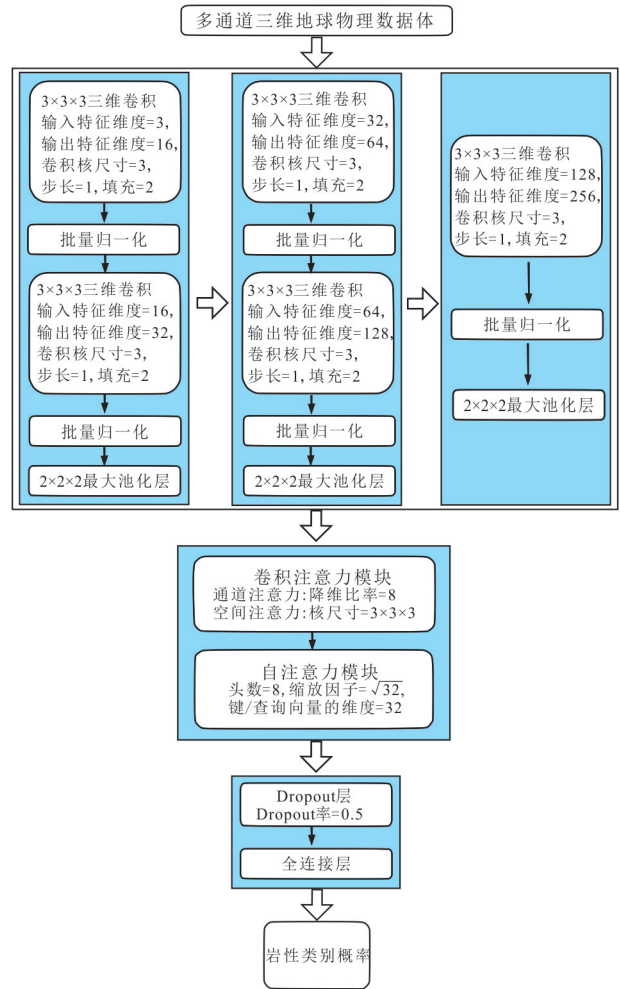 多通道三维地球物理数据体
3×3×3三维卷积
输入特征维度=3,
输出特征维度=16,
卷积核尺寸=3,
步长=1,填充=2
批量归一化
3×3×3三维卷积
输入特征维度=16,
输出特征维度=32,
卷积核尺寸=3,
步长=1,填充=2
批量归一化
2×2×2最大池化层
3×3×3三维卷积
输入特征维度=32,
输出特征维度=64,
卷积核尺寸=3,
步长=1,填充=2
批量归一化
3×3×3三维卷积
输入特征维度=64,
输出特征维度=128,
卷积核尺寸=3,
步长=1,填充=2
批量归一化
2×2×2最大池化层
3×3×3三维卷积
输入特征维度=128,
输出特征维度=256,
卷积核尺寸=3,
步长=1,填充=2
批量归一化
2×2×2最大池化层
卷积注意力模块
通道注意力:降维比率=8
空间注意力:核尺寸=3×3×3
自注意力模块
头数=8,缩放因子=√32,
键/查询向量的维度=32
Dropout层
Dropout率=0.5
全连接层
岩性类别概率